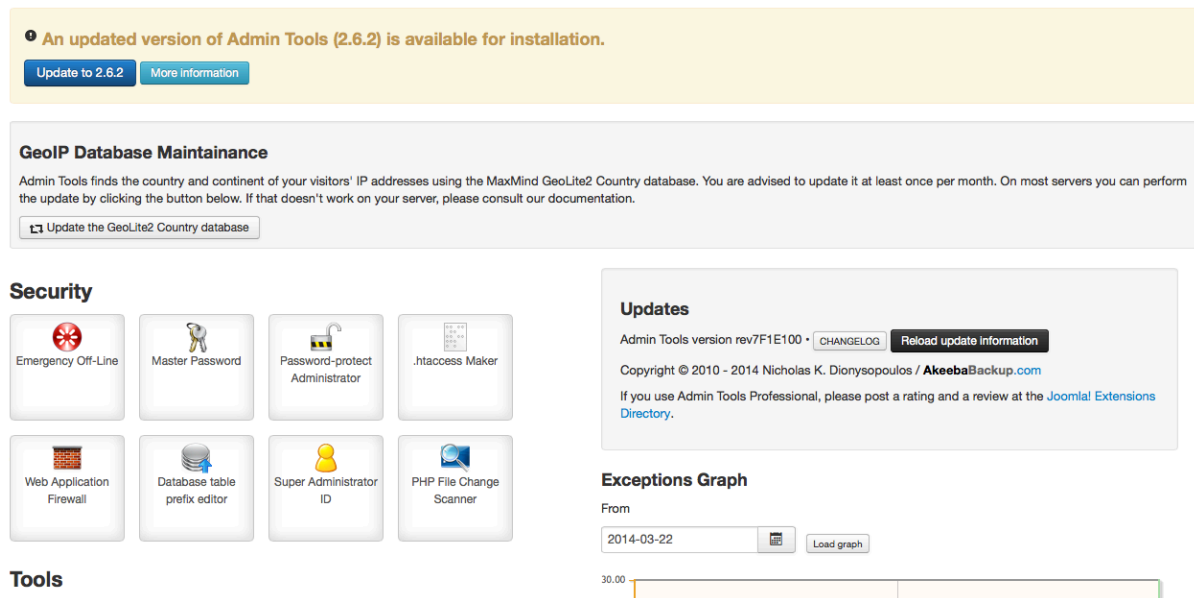 An updated version of Admin Tools (2.6.2) is available for installation.
Update to 2.6.2
More information
GeoIP Database Maintainance
Admin Tools finds the country and continent of your visitors' IP addresses using the MaxMind GeoLite2 Country database. You are advised to update it at least once per month. On most servers you can perform
the update by clicking the button below. If that doesn't work on your server, please consult our documentation.
Update the GeoLite2 Country database
Security
Emergency Off-Line
Master Password
Password-protect
Administrator
.htaccess Maker
Web Application
Firewall
Database table
prefix editor
Super Administrator
ID
PHP File Change
Scanner
Tools
Updates
Admin Tools version rev7F1E100 • CHANGELOG Reload update information
Copyright © 2010 - 2014 Nicholas K. Dionysopoulos / AkeebaBackup.com
If you use Admin Tools Professional, please post a rating and a review at the Joomla! Extensions
Directory.
Exceptions Graph
From
2014-03-22
Load graph
30.00